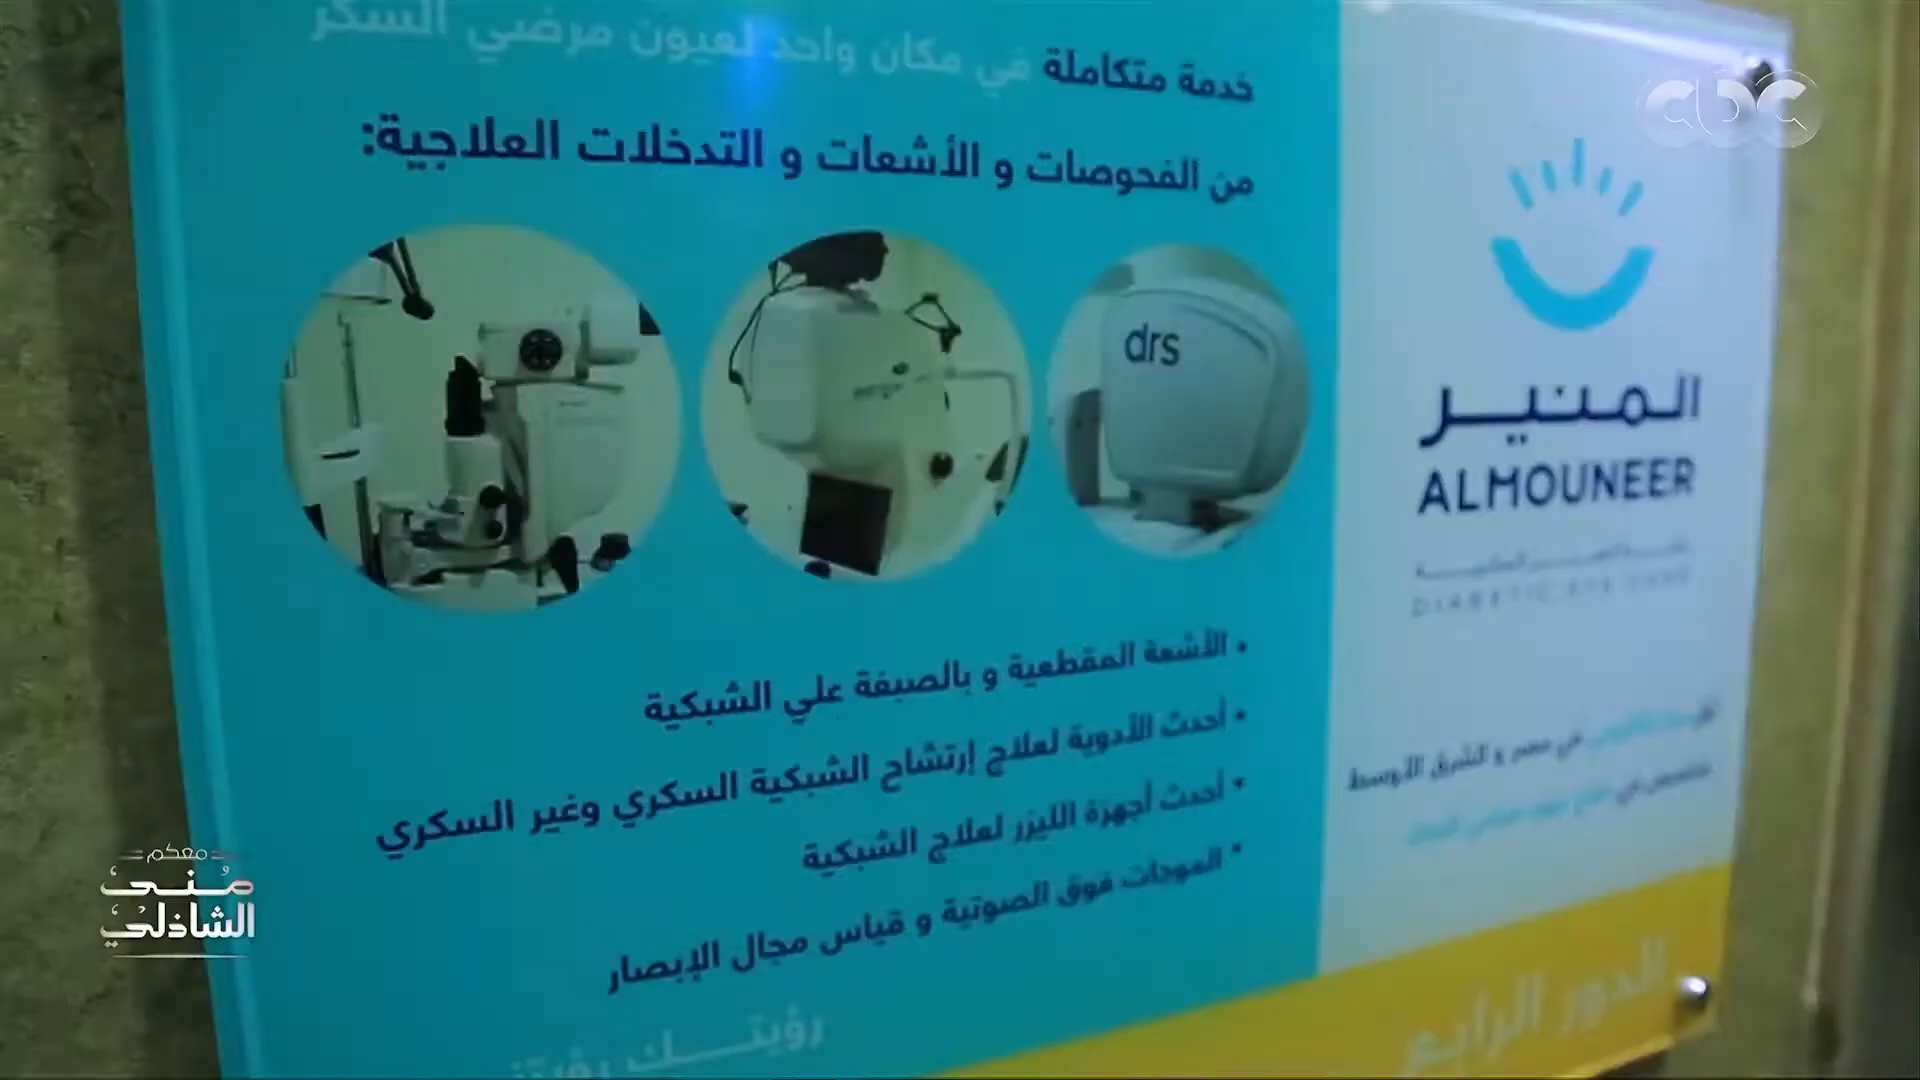 خدمة متكاملة في مكان واحد لعيون مرضي السكر
من الفحوصات و الأشعات و التدخلات العلاجية:
cbc
drs
المنير
ALMOUNEER
DIABETIC EYE CARE
• الأشعة المقطعية و بالصبغة علي الشبكية
• أحدث الأدوية لعلاج إرتشاح الشبكية السكري وغير السكري
• أحدث أجهزة الليزر لعلاج الشبكية
• الموجات فوق الصوتية و قياس مجال الإبصار
في مصر و الشرق الأوسط
رؤيتـــك
الدور الرابع
معكم
منى
الشاذلي